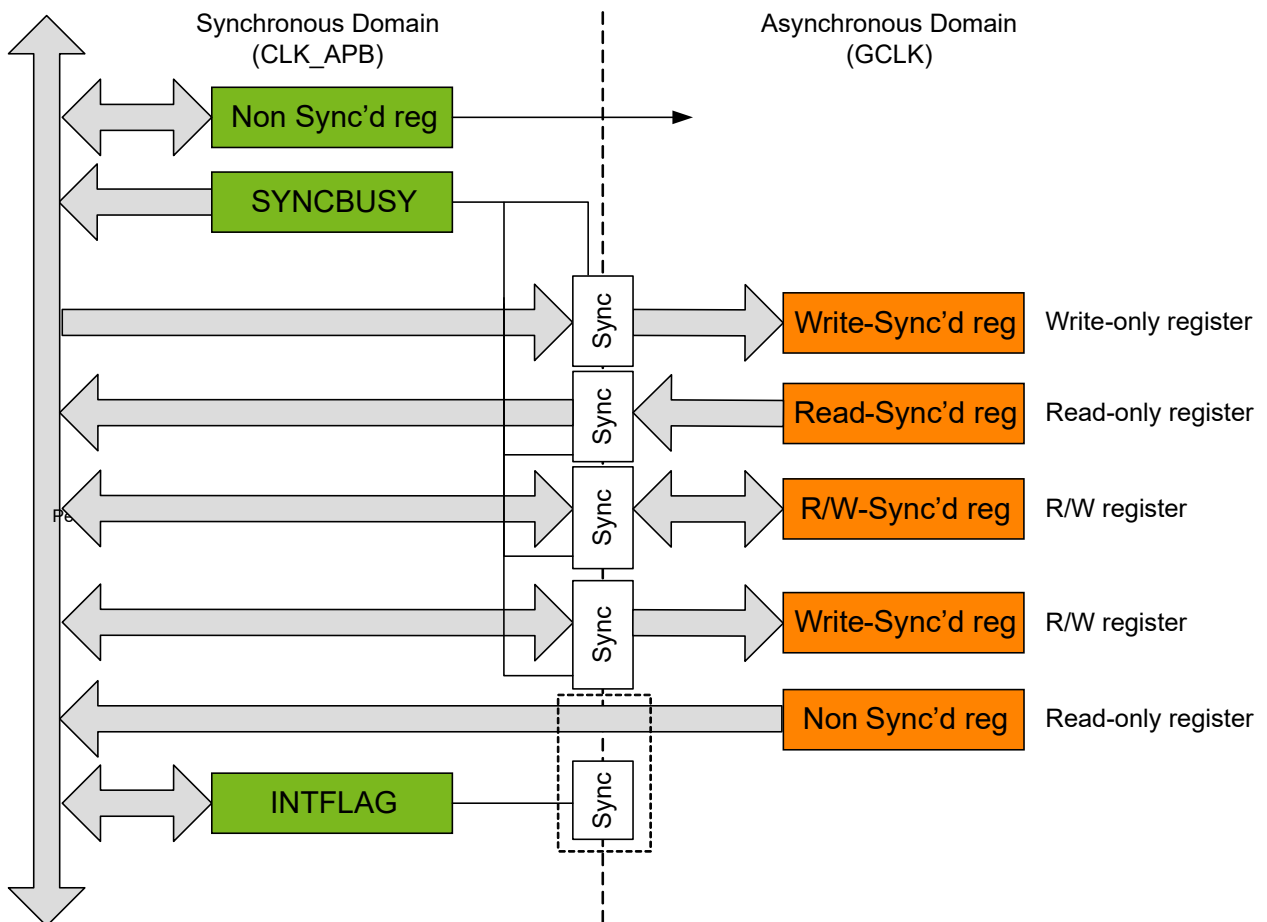 Synchronous Domain
(CLK_APB)
Asynchronous Domain
(GCLK)
Non Sync'd reg
SYNCBUSY
Sync
Write-Sync'd reg
Write-only register
Sync
Read-Sync'd reg
Read-only register
Sync
R/W-Sync'd reg
R/W register
Sync
Write-Sync'd reg
R/W register
Non Sync'd reg
Read-only register
INTFLAG
Sync